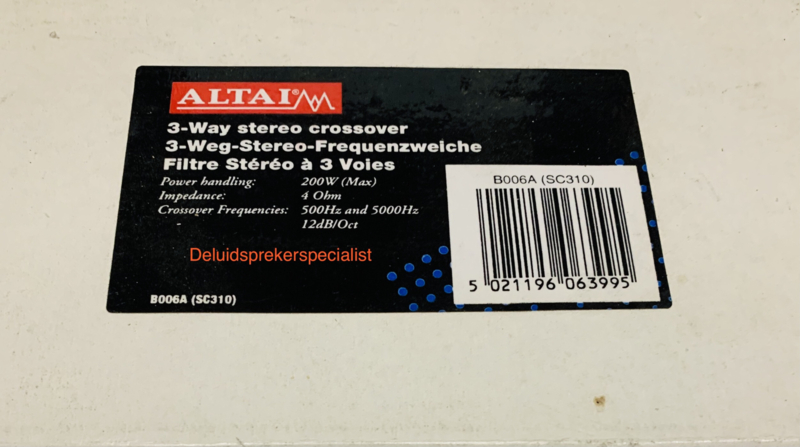 ALTAI®
3-Way stereo crossover
3-Weg-Stereo-Frequenzweiche
Filtre Stéréo à 3 Voies
Power handling: 200W (Max)
Impedance: 4 Ohm
Crossover Frequencies: 500Hz and 5000Hz
12dB/Oct
Deluidsprekerspecialist
B006A (SC310)
B006A (SC310)
5 021196 063995